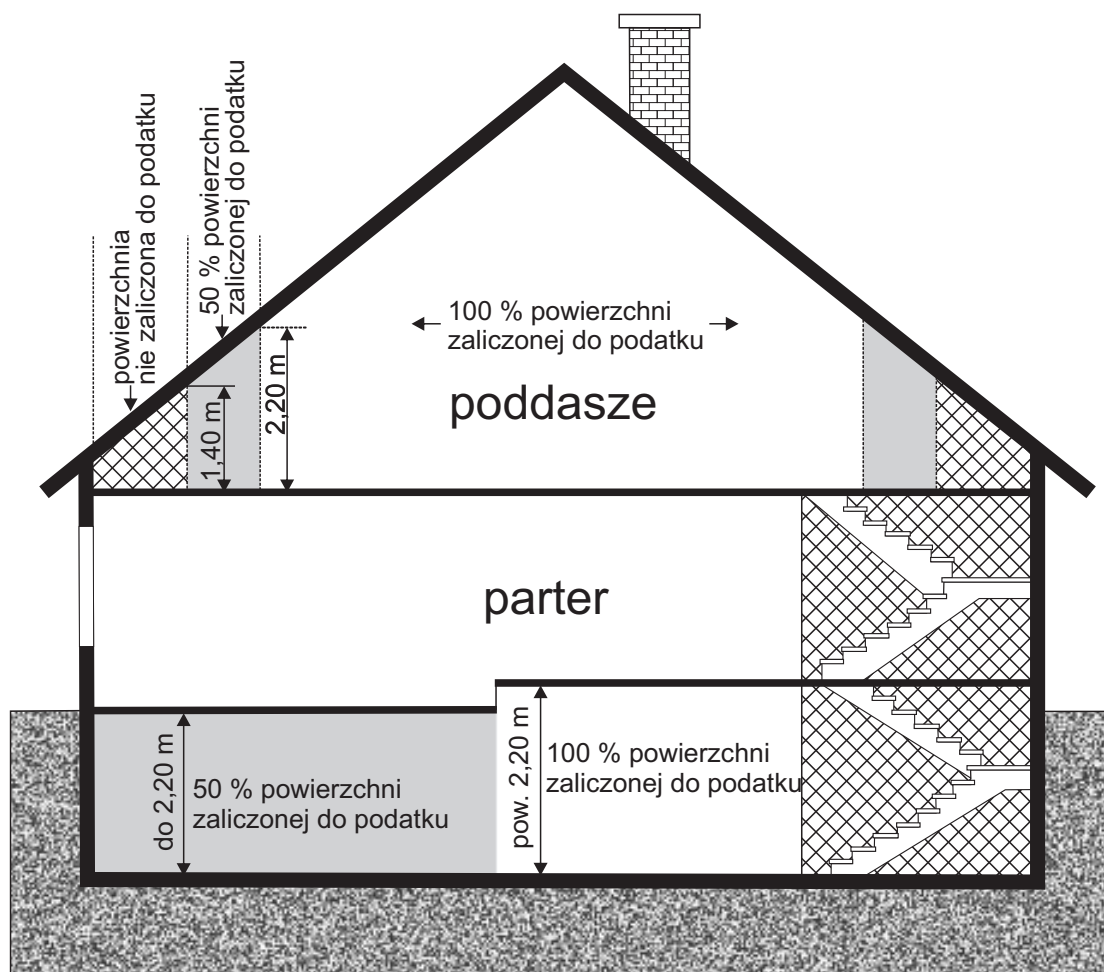 powierzchnia
nie zaliczona do podatku
50 % powierzchni
zaliczonej do podatku
100 % powierzchni
zaliczonej do podatku
1,40 m
2,20 m
poddasze
parter
do 2,20 m
50 % powierzchni
zaliczonej do podatku
pow. 2,20 m
100 % powierzchni
zaliczonej do podatku